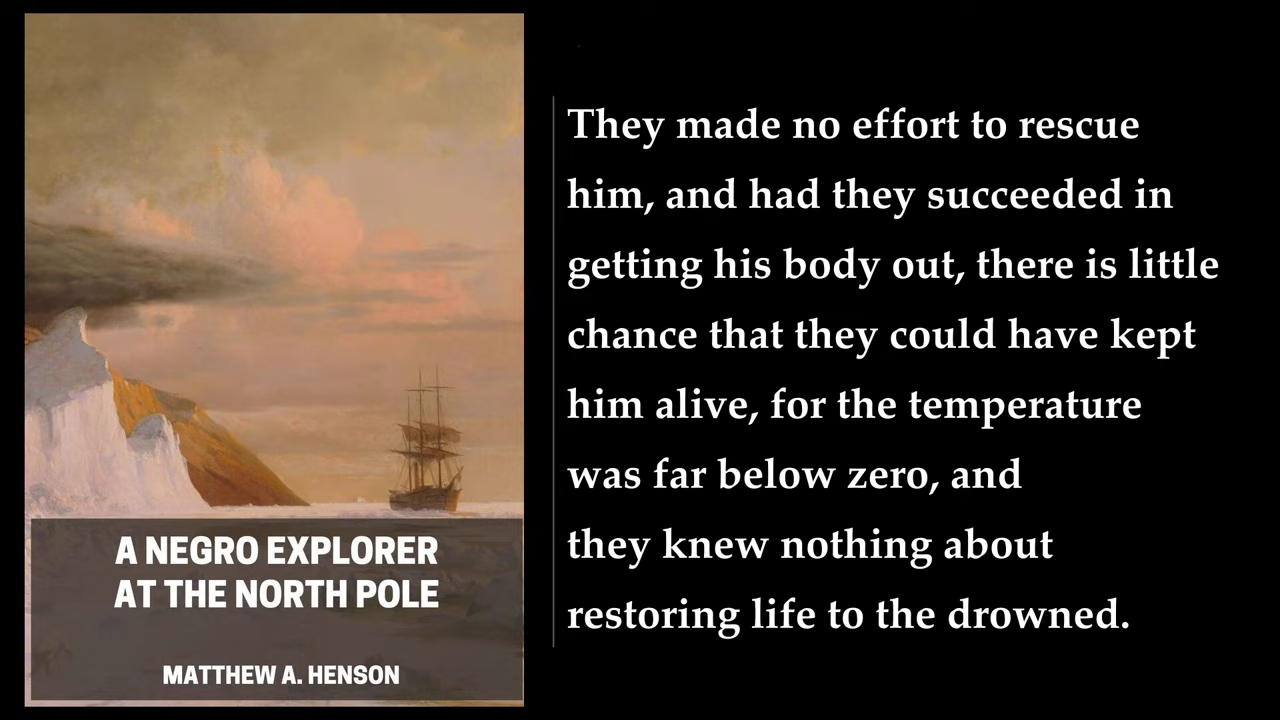 A NEGRO EXPLORER
AT THE NORTH POLE
MATTHEW A. HENSON
They made no effort to rescue
him, and had they succeeded in
getting his body out, there is little
chance that they could have kept
him alive, for the temperature
was far below zero, and
they knew nothing about
restoring life to the drowned.